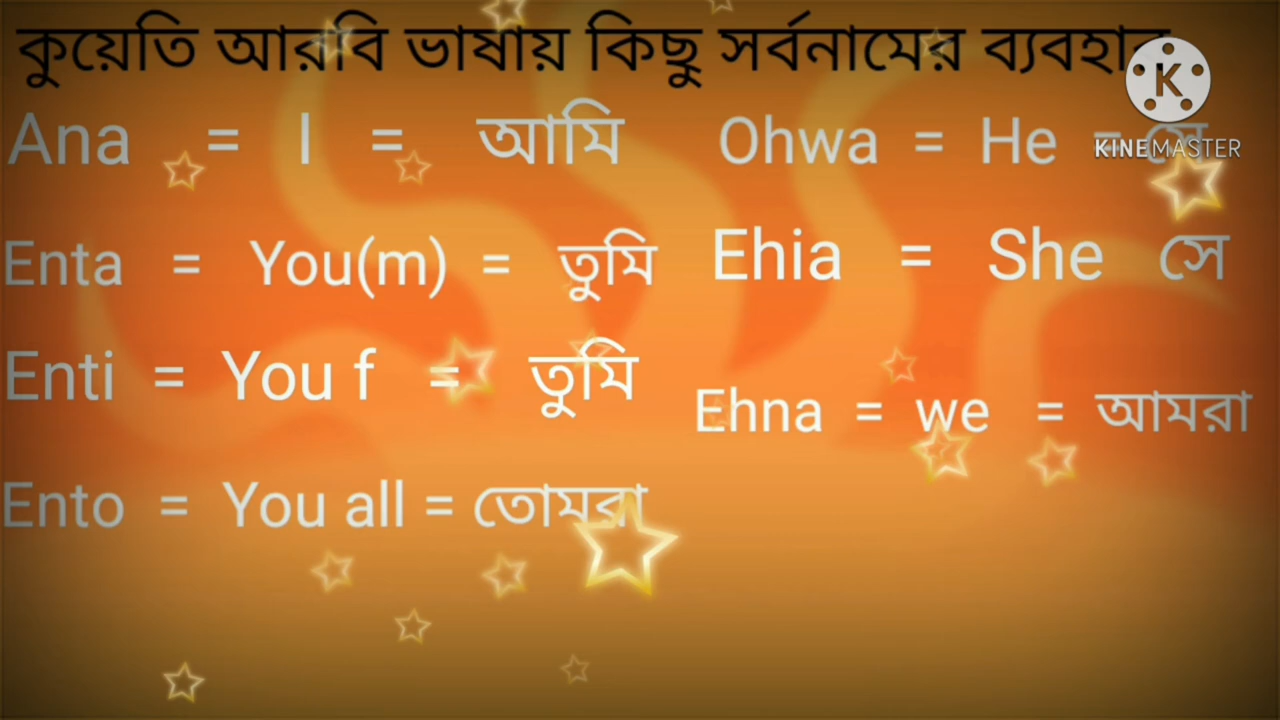 কুয়েতি আরবি ভাষায় কিছু সর্বনামের ব্যবহার
Ana = I = আমি
Enta = You(m) = তুমি
Enti = You f = তুমি
Ento = You all = তোমরা
Ohwa = He = সে
Ehia = She সে
Ehna = we = আমরা
KINEMASTER